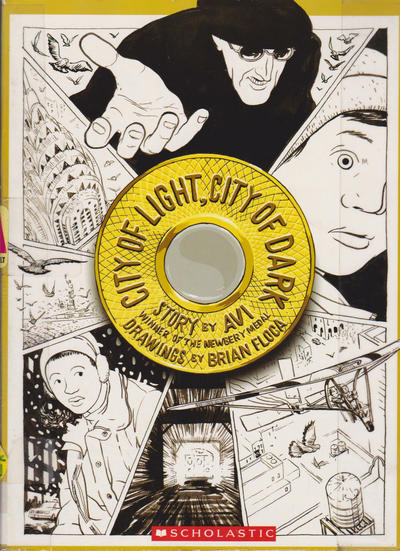 CITY OF LIGHT, CITY OF DARK
STORY BY AVI
WINNER OF THE NEWBERY MEDAL
DRAWINGS BY BRIAN FLOCA
SCHOLASTIC